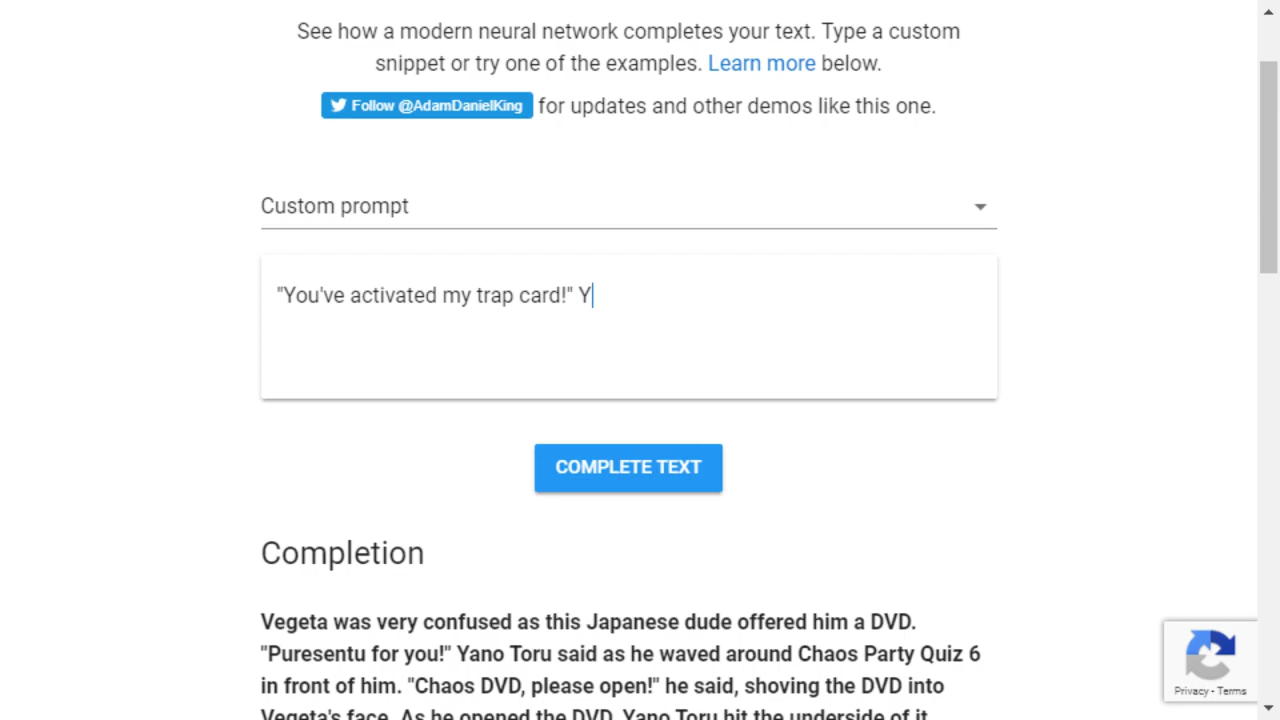 See how a modern neural network completes your text. Type a custom
snippet or try one of the examples. Learn more below.
Follow @AdamDanielKing for updates and other demos like this one.
Custom prompt
"You've activated my trap card!" Y
COMPLETE TEXT
Completion
Vegeta was very confused as this Japanese dude offered him a DVD.
"Puresentu for you!" Yano Toru said as he waved around Chaos Party Quiz 6
in front of him. "Chaos DVD, please open!" he said, shoving the DVD into
Vegeta's face. As he opened the DVD, Yano Toru hit the underside of it
Privacy - Terms